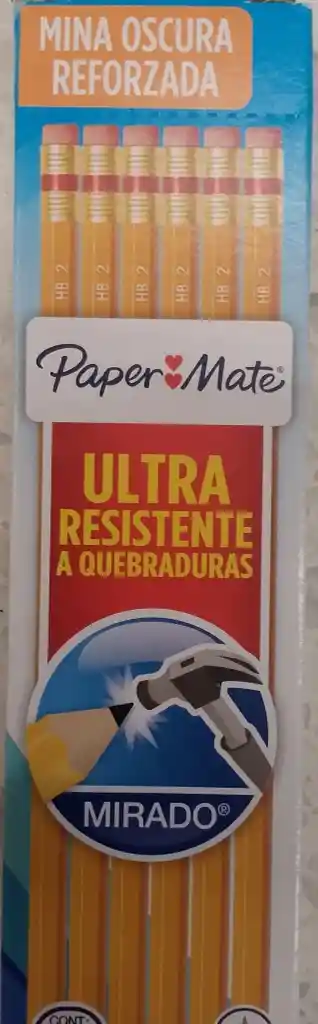 MINA OSCURA
REFORZADA
HB 2 HB 2 HB 2 HB 2 HB 2 HB 2
Paper Mate®
ULTRA
RESISTENTE
A QUEBRADURAS
MIRADO®
CONT: